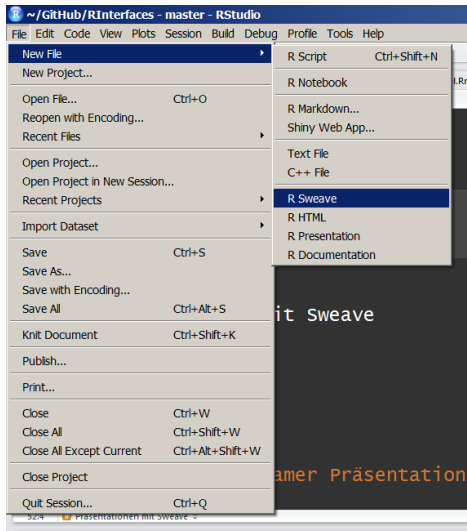 ~/GitHub/RInterfaces - master - RStudio
File Edit Code View Plots Session Build Debug Profile Tools Help
New File
New Project...
Open File... Ctrl+O
Reopen with Encoding...
Recent Files
Open Project...
Open Project in New Session...
Recent Projects
Import Dataset
Save Ctrl+S
Save As...
Save with Encoding...
Save All Ctrl+Alt+S
Knit Document Ctrl+Shift+K
Publish...
Print...
Close Ctrl+W
Close All Ctrl+Shift+W
Close All Except Current Ctrl+Alt+Shift+W
Close Project
Quit Session... Ctrl+Q
R Script Ctrl+Shift+N
R Notebook
R Markdown...
Shiny Web App...
Text File
C++ File
R Sweave
R HTML
R Presentation
R Documentation
it Sweave
amer Präsentation
52:4 Präsentationen mit Sweave